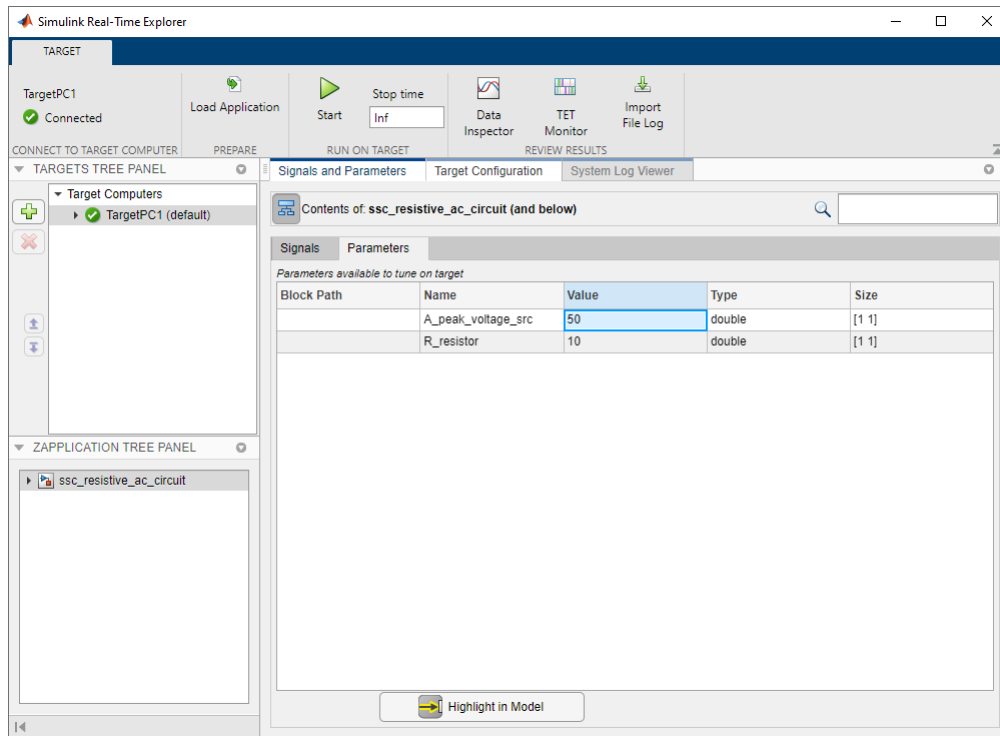 Simulink Real-Time Explorer
TARGET
TargetPC1
Connected
Load Application
Start
Stop time
Inf
Data
Inspector
TET
Monitor
Import
File Log
CONNECT TO TARGET COMPUTER
PREPARE
RUN ON TARGET
REVIEW RESULTS
TARGETS TREE PANEL
Target Computers
TargetPC1 (default)
ZAPPLICATION TREE PANEL
ssc_resistive_ac_circuit
Signals and Parameters
Target Configuration
System Log Viewer
Contents of: ssc_resistive_ac_circuit (and below)
Signals
Parameters
Parameters available to tune on target
Block Path Name Value Type Size
A_peak_voltage_src 50 double [1 1]
R_resistor 10 double [1 1]
Highlight in Model